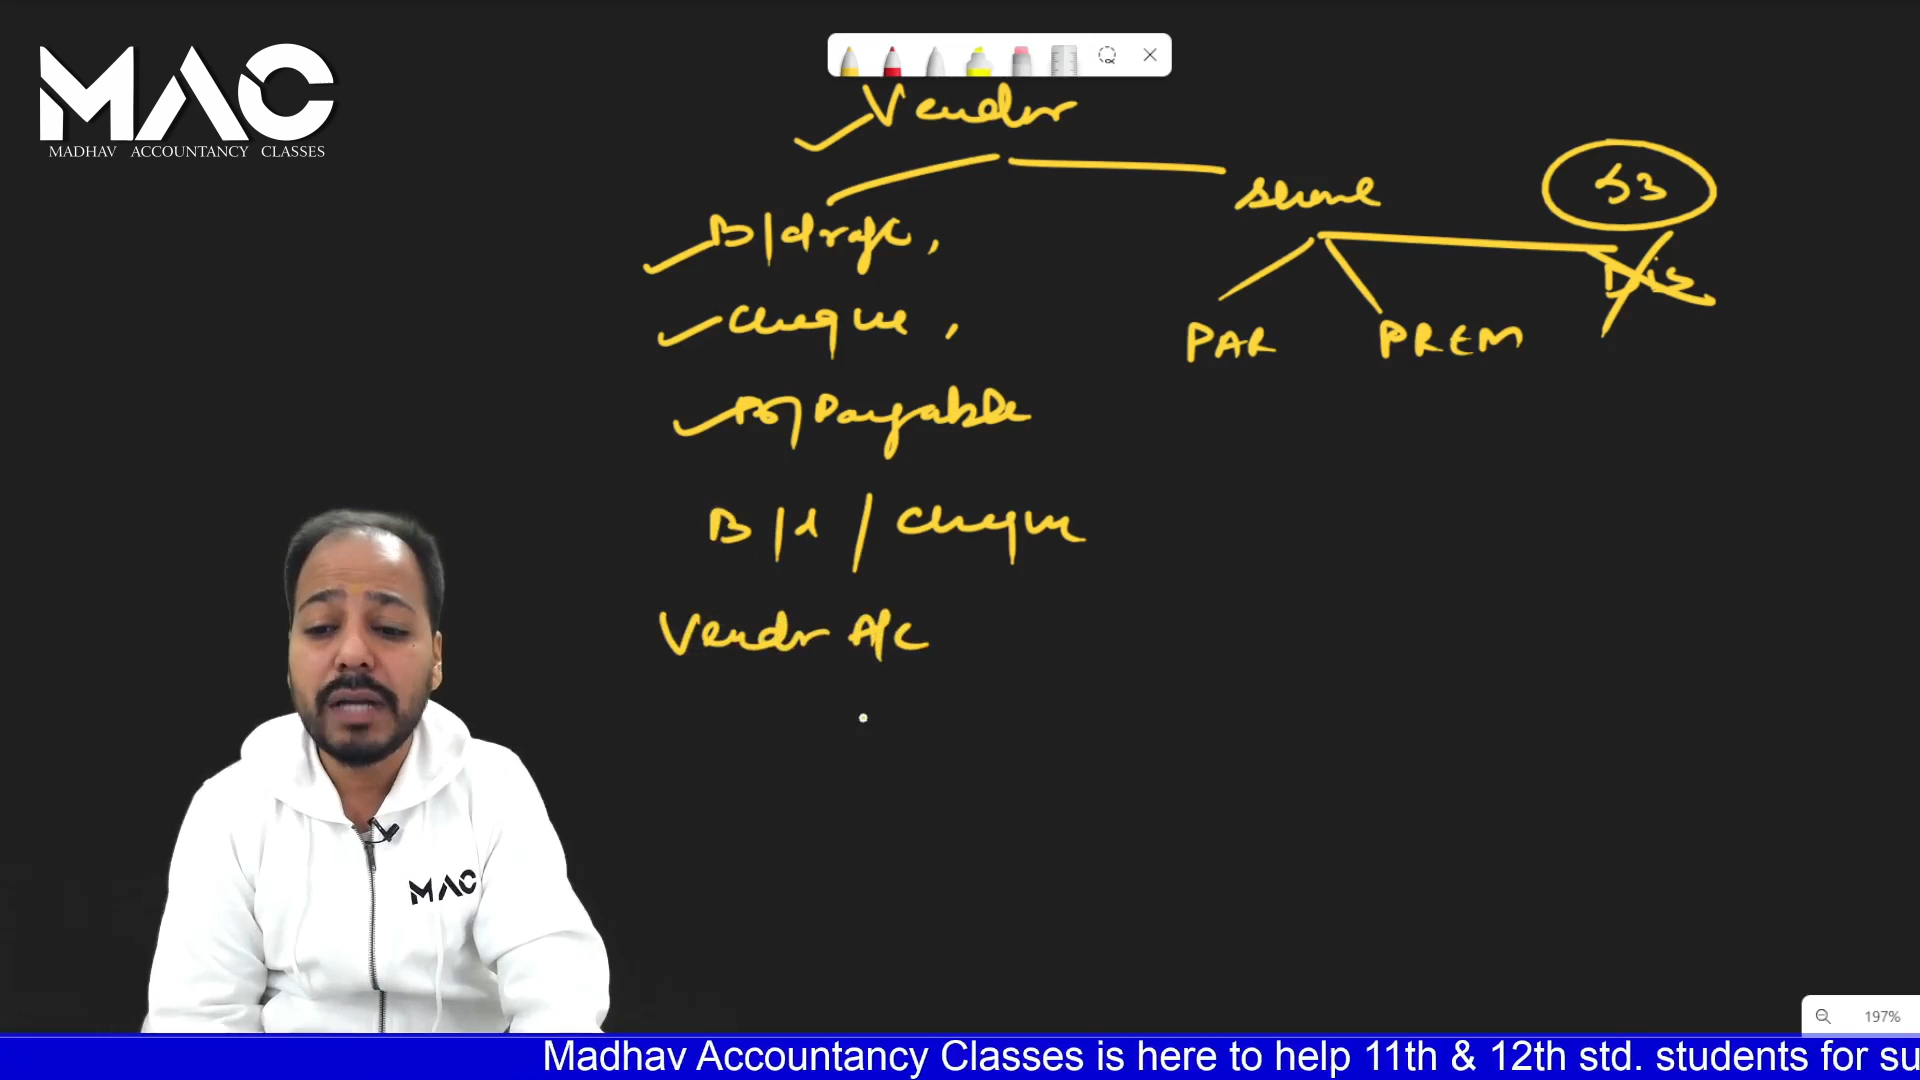 MAC
MADHAV ACCOUNTANCY CLASSES
Vendor
B/draft,
Share
53
Dis
Cheque,
PAR
PREM
B/Payable
B/d / Cheque
Vendor A/c
MAC
197%
Madhav Accountancy Classes is here to help 11th & 12th std. students for su